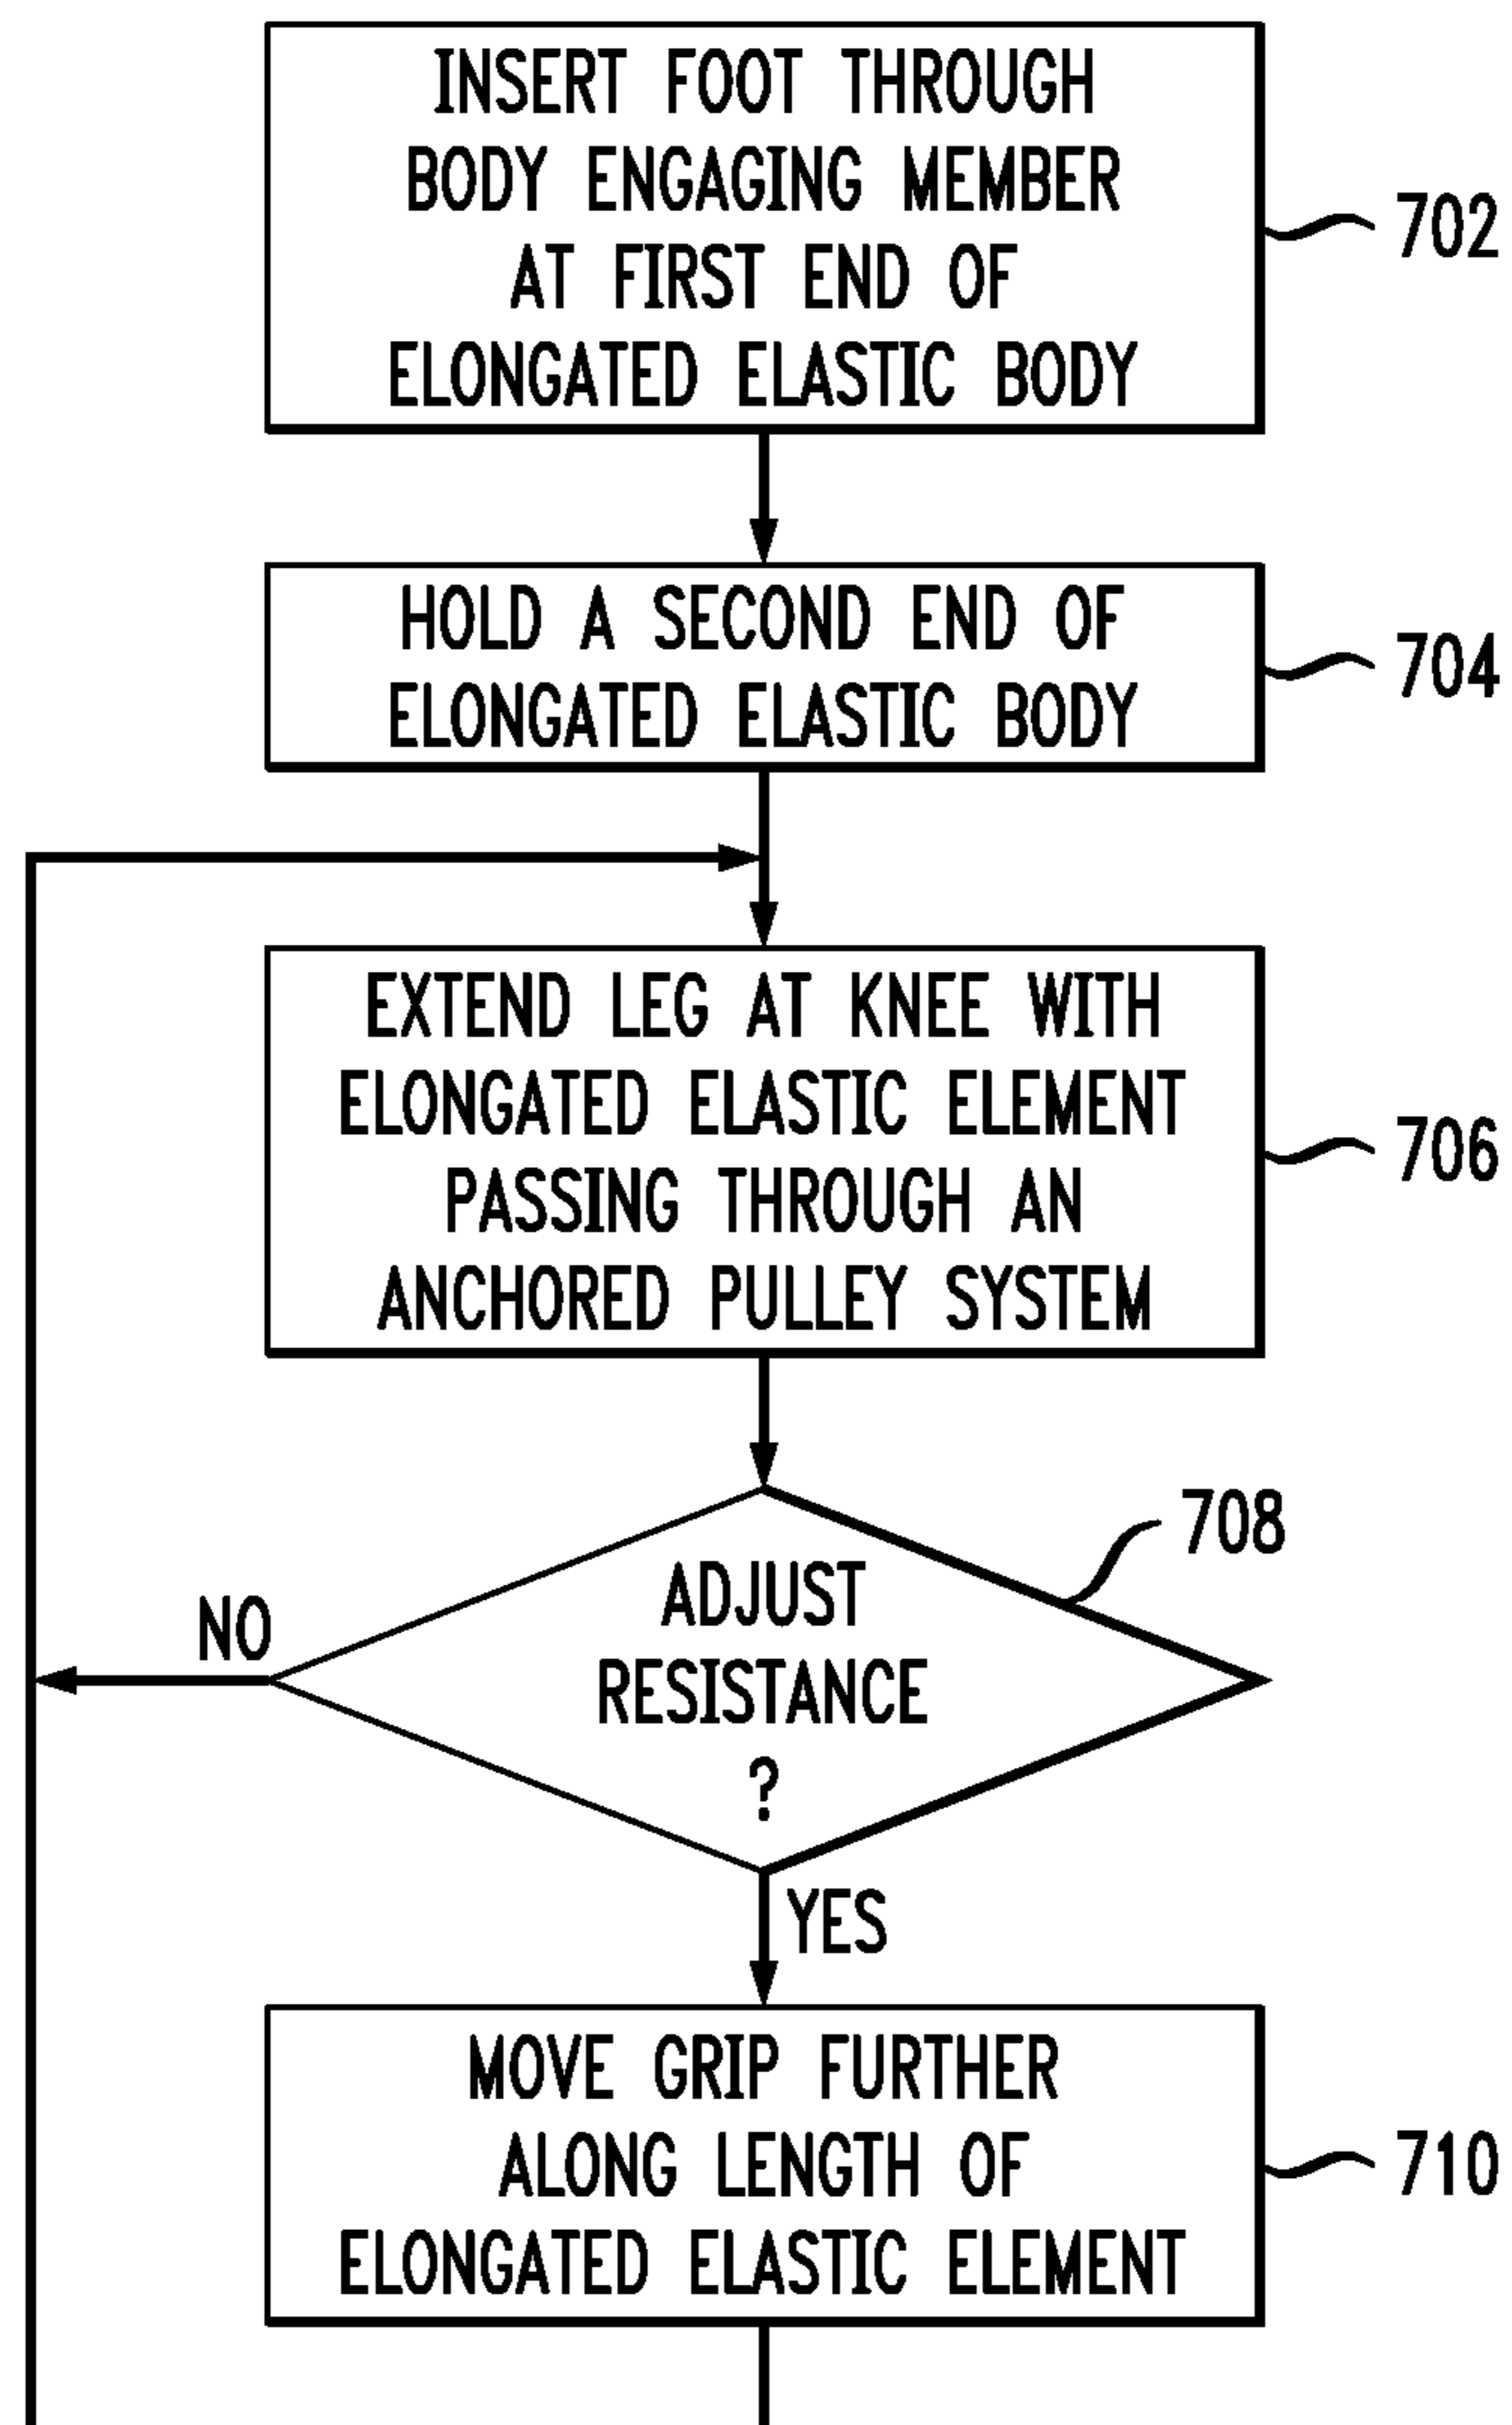 INSERT FOOT THROUGH
BODY ENGAGING MEMBER
AT FIRST END OF
ELONGATED ELASTIC BODY
702
HOLD A SECOND END OF
ELONGATED ELASTIC BODY
704
EXTEND LEG AT KNEE WITH
ELONGATED ELASTIC ELEMENT
PASSING THROUGH AN
ANCHORED PULLEY SYSTEM
706
708
ADJUST
RESISTANCE
?
NO
YES
MOVE GRIP FURTHER
ALONG LENGTH OF
ELONGATED ELASTIC ELEMENT
710